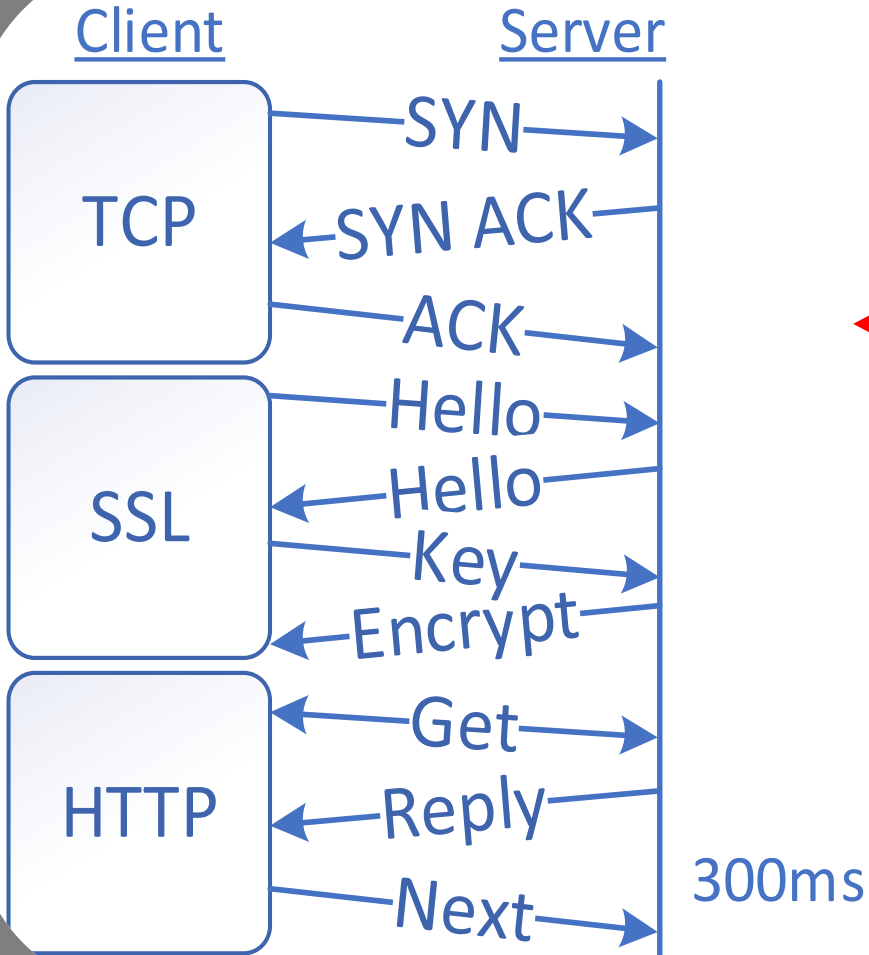 Client Server
SYN
TCP
SYN ACK
ACK
Hello
SSL
Hello
Key
Encrypt
Get
HTTP
Reply
Next
300ms